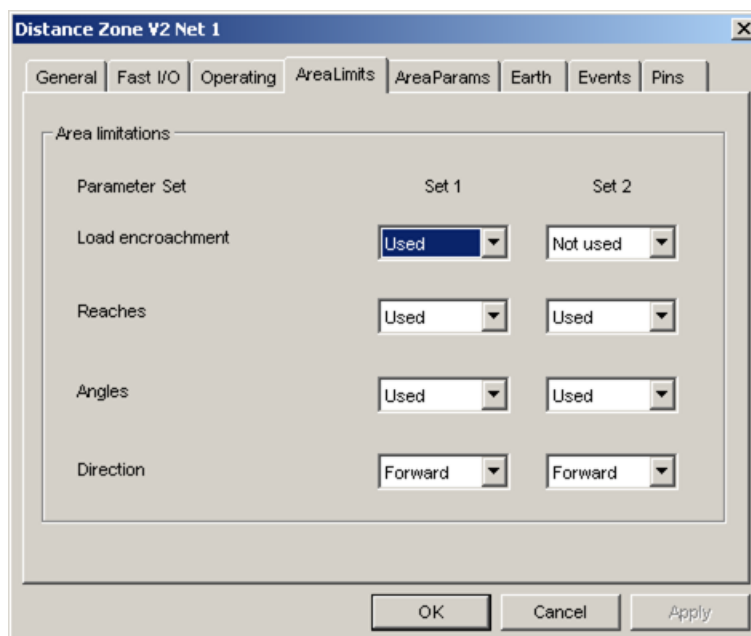 Distance Zone V2 Net 1
General Fast I/O Operating AreaLimits AreaParams Earth Events Pins
Area limitations
Parameter Set Set 1 Set 2
Load encroachment Used Not used
Reaches Used Used
Angles Used Used
Direction Forward Forward
OK Cancel Apply